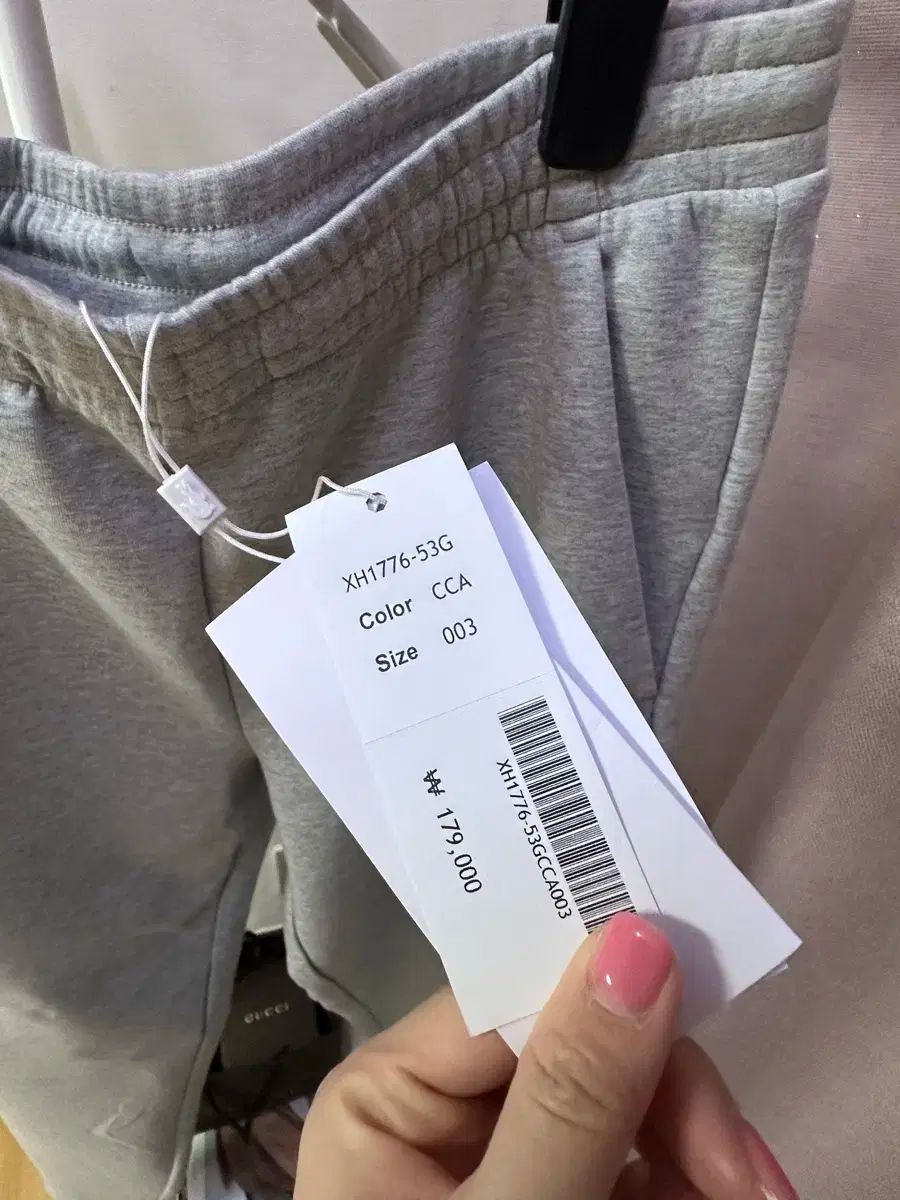 XH1776-53G
Color CCA
Size 003
₩ 179,000
XH1776-53GCCA003
GUCCI